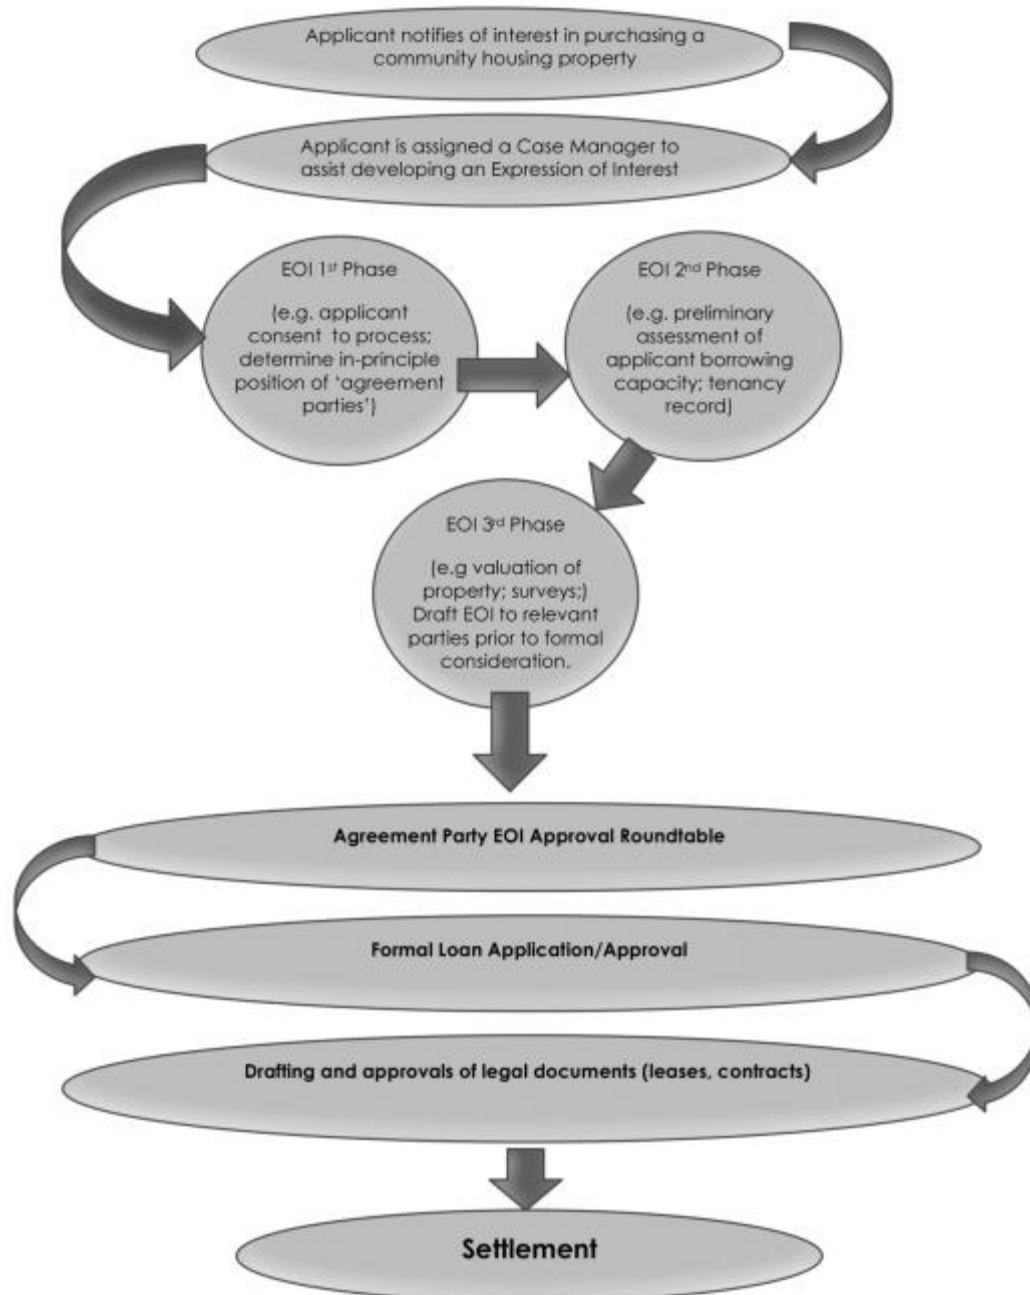 Applicant notifies of interest in purchasing a
community housing property
Applicant is assigned a Case Manager to
assist developing an Expression of Interest
EOI 1st Phase
(e.g. applicant
consent to process;
determine in-principle
position of ‘agreement
parties’)
EOI 2nd Phase
(e.g. preliminary
assessment of
applicant borrowing
capacity; tenancy
record)
EOI 3rd Phase
(e.g valuation of
property; surveys;)
Draft EOI to relevant
parties prior to formal
consideration.
Agreement Party EOI Approval Roundtable
Formal Loan Application/Approval
Drafting and approvals of legal documents (leases, contracts)
Settlement